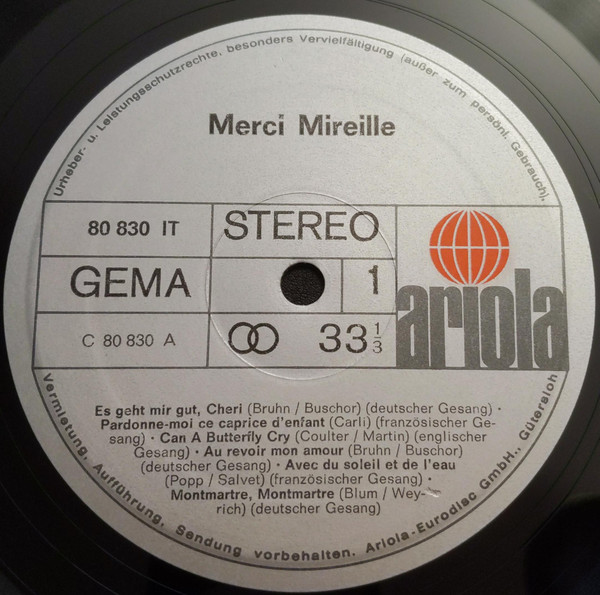 Urheber- u. Leistungsschutzrechte, besonders Vervielfältigung (außer zum persönl. Gebrauch),
Merci Mireille
80 830 IT
STEREO
GEMA
1
ariola
C 80 830 A
33 1/3
Es geht mir gut, Cheri (Bruhn / Buschor) (deutscher Gesang) ·
Pardonne-moi ce caprice d'enfant (Carli) (französischer Ge-
sang) · Can A Butterfly Cry (Coulter / Martin) (englischer
Gesang) · Au revoir mon amour (Bruhn / Buschor)
(deutscher Gesang) · Avec du soleil et de l'eau
(Popp / Salvet) (französischer Gesang) ·
Montmartre, Montmartre (Blum / Wey-
rich) (deutscher Gesang)
Vermietung, Aufführung, Sendung vorbehalten. Ariola-Eurodisc GmbH., Gütersloh